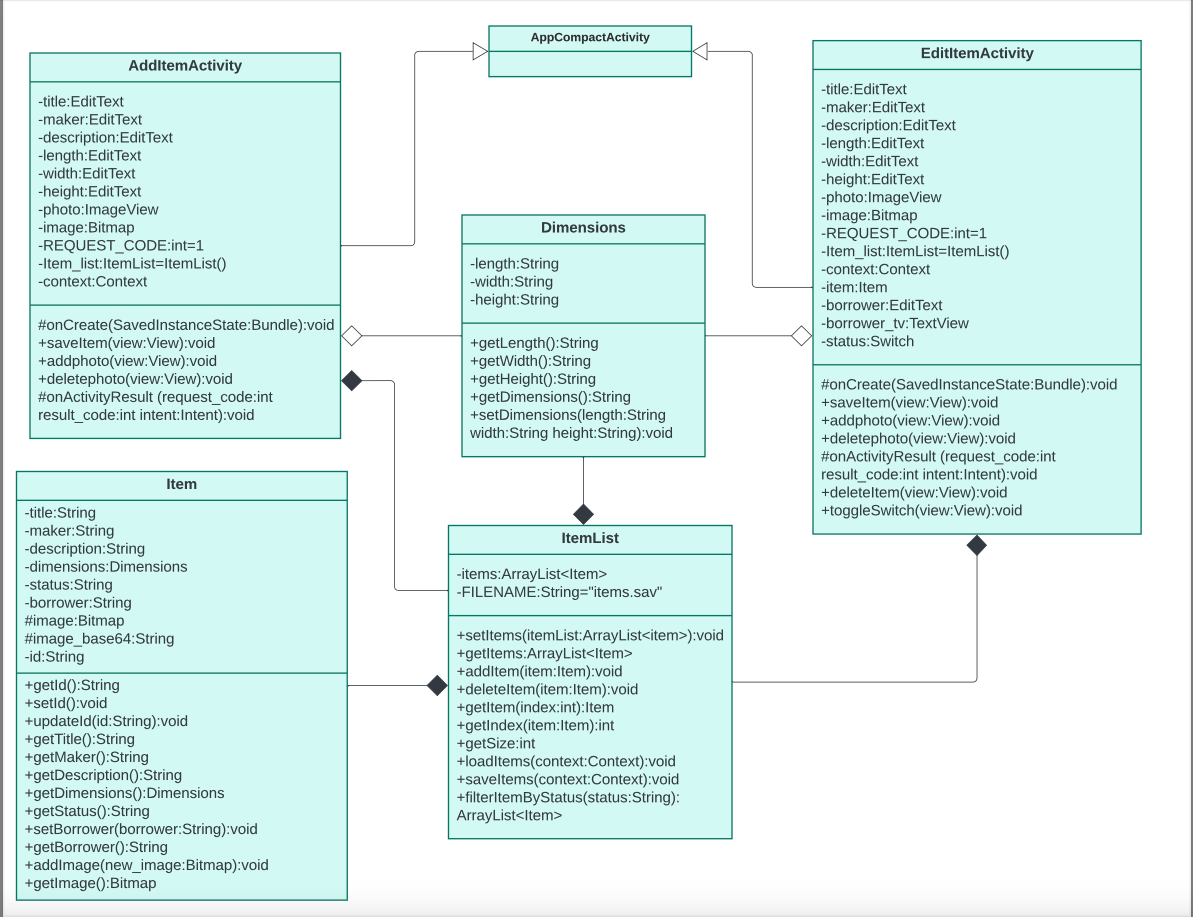 AppCompactActivity
AddItemActivity
-title:EditText
-maker:EditText
-description:EditText
-length:EditText
-width:EditText
-height:EditText
-photo:ImageView
-image:Bitmap
-REQUEST_CODE:int=1
-Item_list:ItemList=ItemList()
-context:Context
#onCreate(SavedInstanceState:Bundle):void
+saveItem(view:View):void
+addphoto(view:View):void
+deletephoto(view:View):void
#onActivityResult (request_code:int
result_code:int intent:Intent):void
EditItemActivity
-title:EditText
-maker:EditText
-description:EditText
-length:EditText
-width:EditText
-height:EditText
-photo:ImageView
-image:Bitmap
-REQUEST_CODE:int=1
-Item_list:ItemList=ItemList()
-context:Context
-item:Item
-borrower:EditText
-borrower_tv:TextView
-status:Switch
#onCreate(SavedInstanceState:Bundle):void
+saveItem(view:View):void
+addphoto(view:View):void
+deletephoto(view:View):void
#onActivityResult (request_code:int
result_code:int intent:Intent):void
+deleteItem(view:View):void
+toggleSwitch(view:View):void
Dimensions
-length:String
-width:String
-height:String
+getLength():String
+getWidth():String
+getHeight():String
+getDimensions():String
+setDimensions(length:String
width:String height:String):void
Item
-title:String
-maker:String
-description:String
-dimensions:Dimensions
-status:String
-borrower:String
#image:Bitmap
#image_base64:String
-id:String
+getId():String
+setId():void
+updateId(id:String):void
+getTitle():String
+getMaker():String
+getDescription():String
+getDimensions():Dimensions
+getStatus():String
+setBorrower(borrower:String):void
+getBorrower():String
+addImage(new_image:Bitmap):void
+getImage():Bitmap
ItemList
-items:ArrayList<Item>
-FILENAME:String="items.sav"
+setItems(itemList:ArrayList<item>):void
+getItems:ArrayList<Item>
+addItem(item:Item):void
+deleteItem(item:Item):void
+getItem(index:int):Item
+getIndex(item:Item):int
+getSize:int
+loadItems(context:Context):void
+saveItems(context:Context):void
+filterItemByStatus(status:String):
ArrayList<Item>